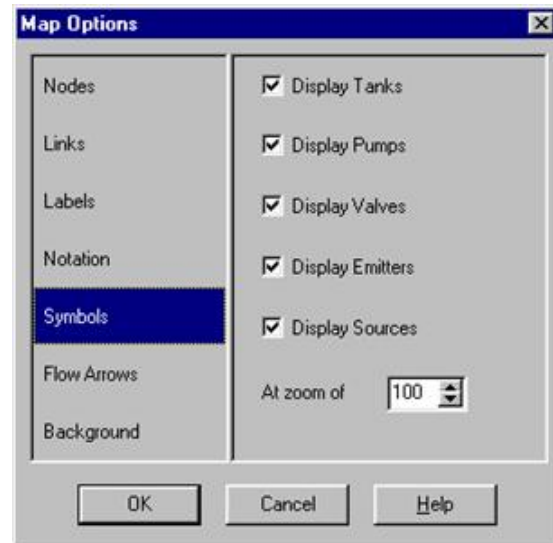 Map Options
Nodes
Links
Labels
Notation
Symbols
Flow Arrows
Background
Display Tanks
Display Pumps
Display Valves
Display Emitters
Display Sources
At zoom of 100
OK Cancel Help